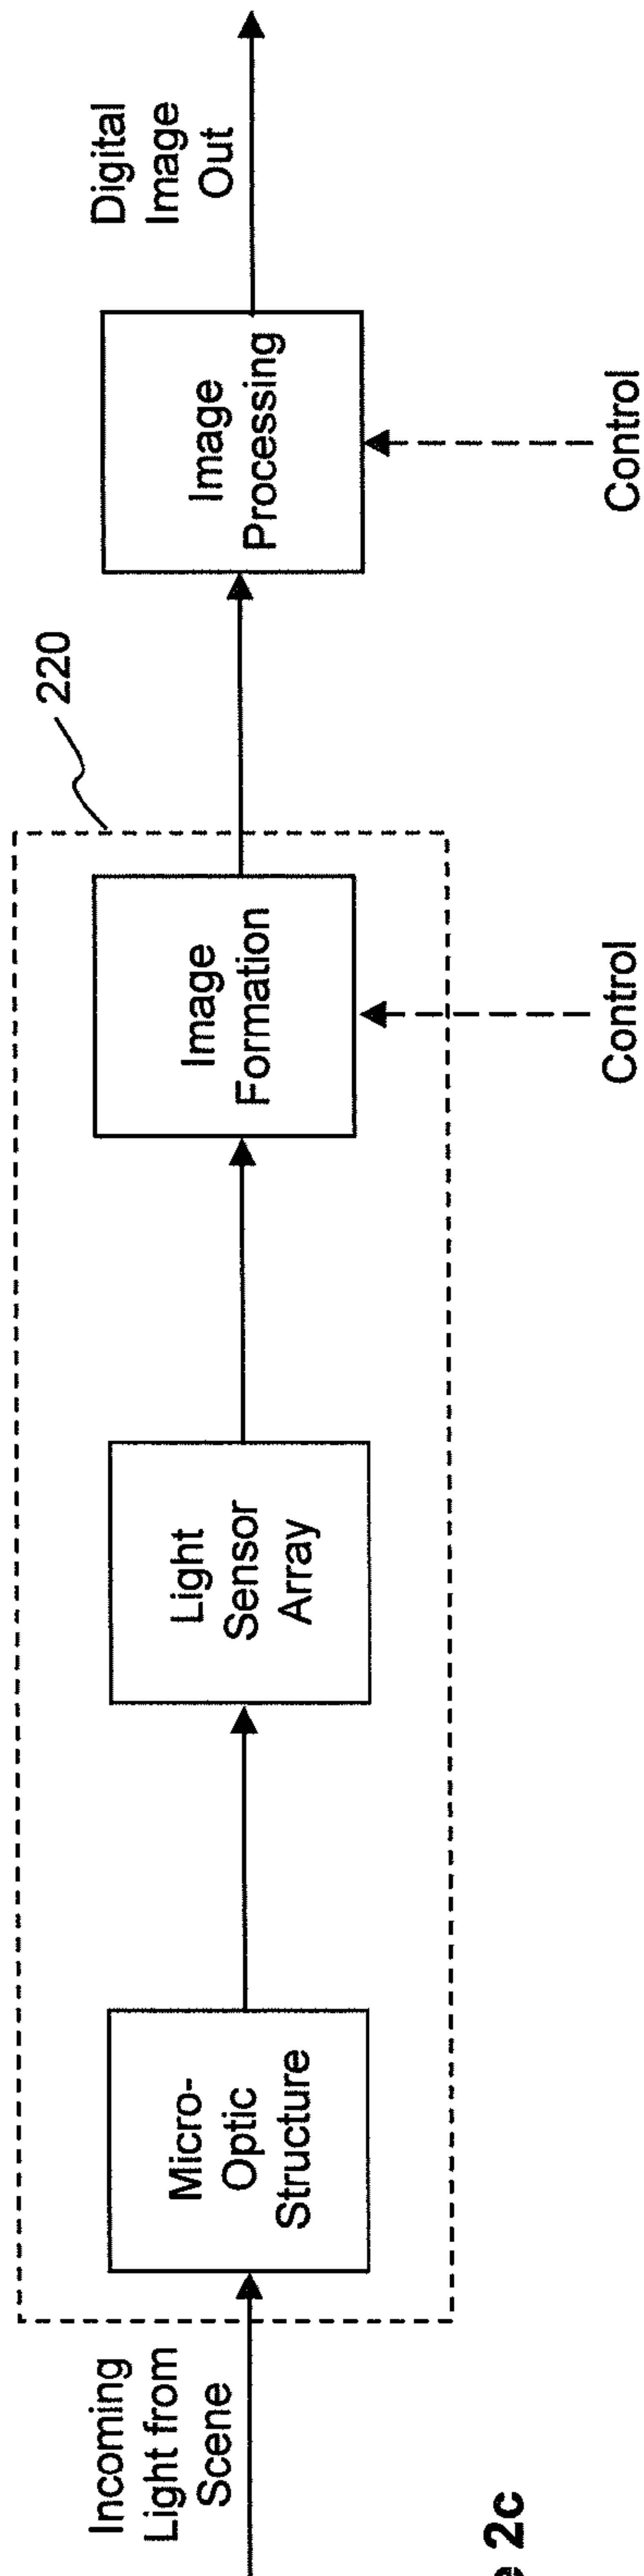 Incoming
Light from
Scene
Micro-
Optic
Structure
Light
Sensor
Array
Image
Formation
Control
220
Image
Processing
Control
Digital
Image
Out
2c